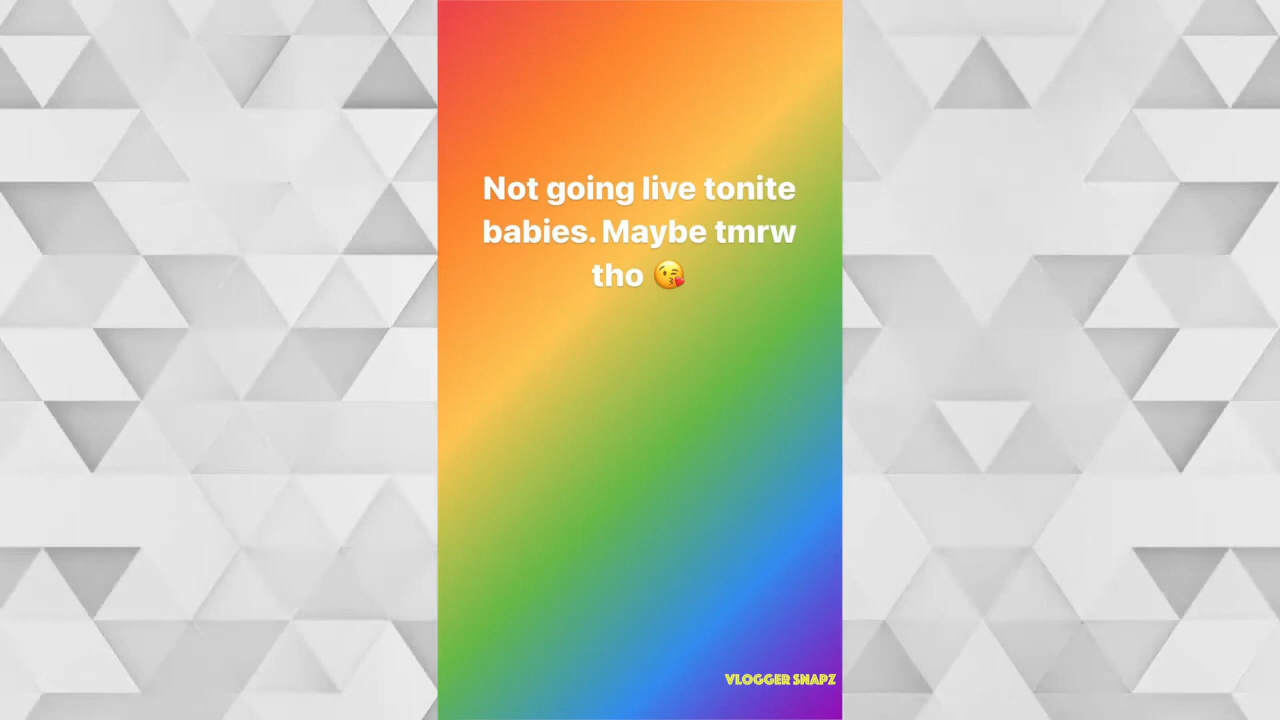 Not going live tonite
babies. Maybe tmrw
tho 😘
VLOGGER SNAPZ